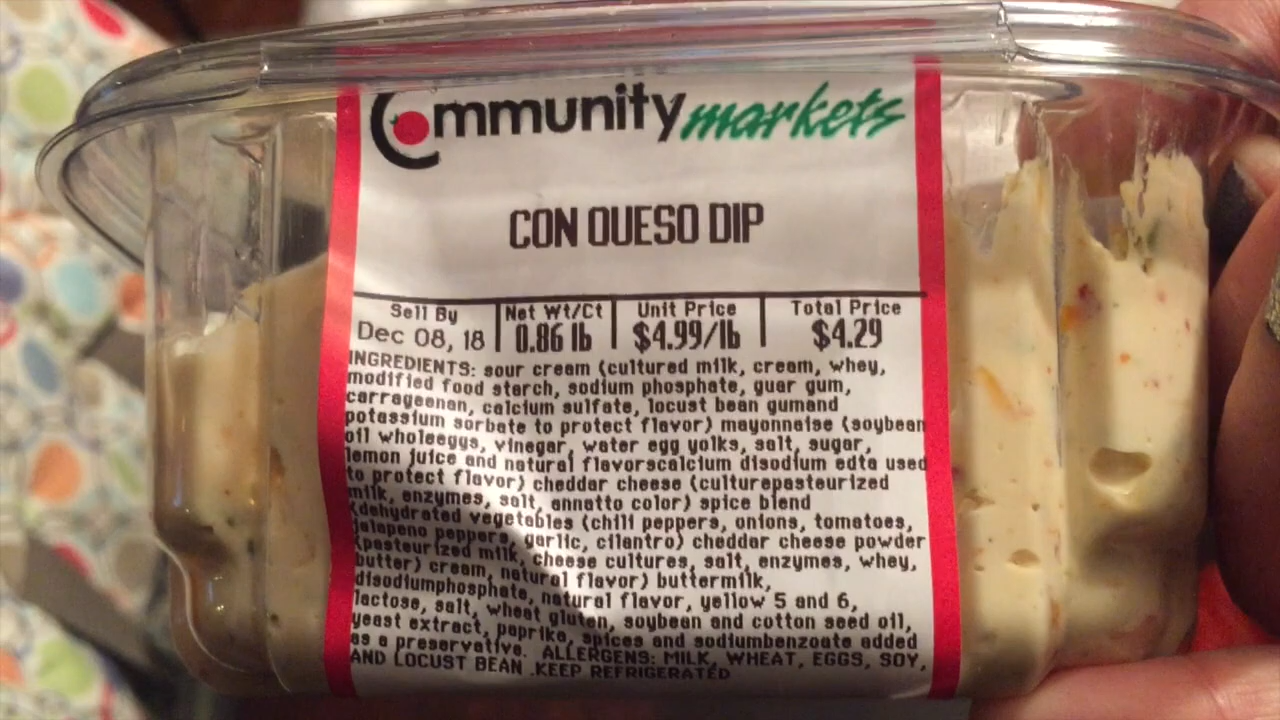 Community markets
CON QUESO DIP
Sell By Net Wt/Ct Unit Price Total Price
Dec 08, 18 0.86 lb $4.99/lb $4.29
INGREDIENTS: sour cream (cultured milk, cream, whey,
modified food starch, sodium phosphate, guar gum,
carrageenan, calcium sulfate, locust bean gumand
potassium sorbate to protect flavor) mayonnaise (soybean
oil wholeeggs, vinegar, water egg yolks, salt, sugar,
lemon juice and natural flavorscalcium disodium edta used
to protect flavor) cheddar cheese (culturepasteurized
milk, enzymes, salt, annatto color) spice blend
(dehydrated vegetables (chili peppers, onions, tomatoes,
jalapeno peppers, garlic, cilantro) cheddar cheese powder
(pasteurized milk, cheese cultures, salt, enzymes, whey,
butter) cream, natural flavor) buttermilk,
disodiumphosphate, natural flavor, yellow 5 and 6,
lactose, salt, wheat gluten, soybean and cotton seed oil,
yeast extract, paprika, spices and sodiumbenzoate added
as a preservative. ALLERGENS: MILK, WHEAT, EGGS, SOY,
AND LOCUST BEAN .KEEP REFRIGERATED